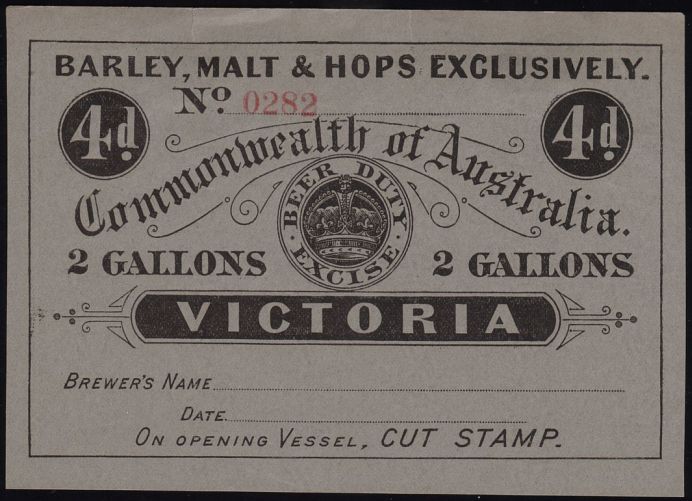 BARLEY, MALT & HOPS EXCLUSIVELY.
Nº 0282
4d. 4d.
Commonwealth of Australia.
· BEER DUTY · EXCISE
2 GALLONS 2 GALLONS
VICTORIA
BREWER'S NAME
DATE
ON OPENING VESSEL, CUT STAMP.